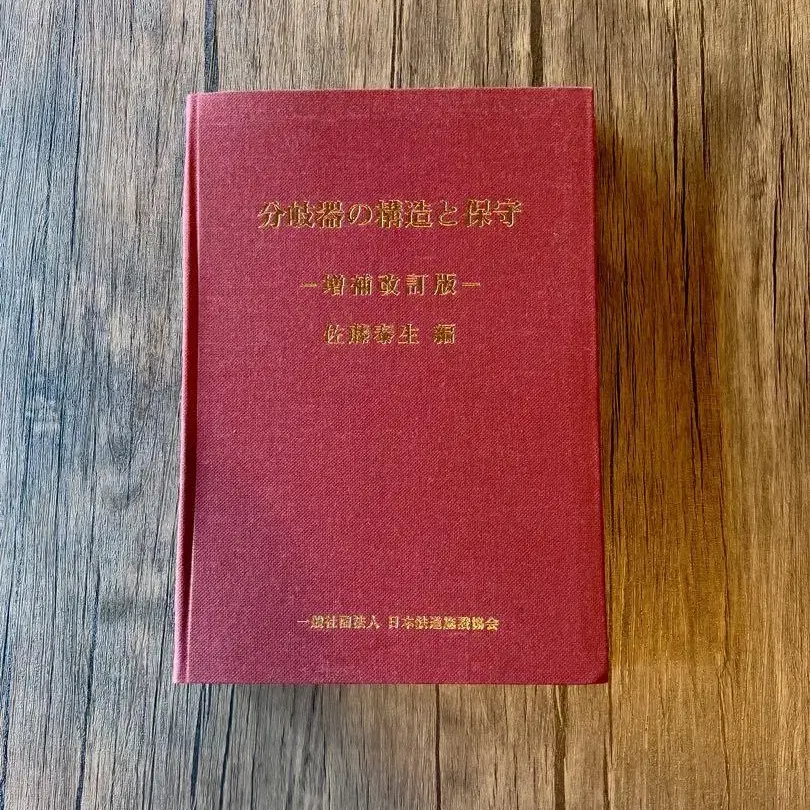 分岐器の構造と保守
―増補改訂版―
佐藤泰生 編
一般社団法人 日本鉄道施設協会